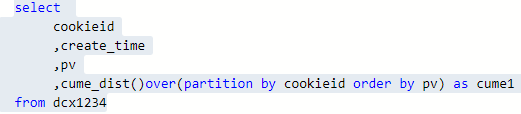 select
cookieid
,create_time
,pv
,cume_dist()over(partition by cookieid order by pv) as cume1
from dcx1234